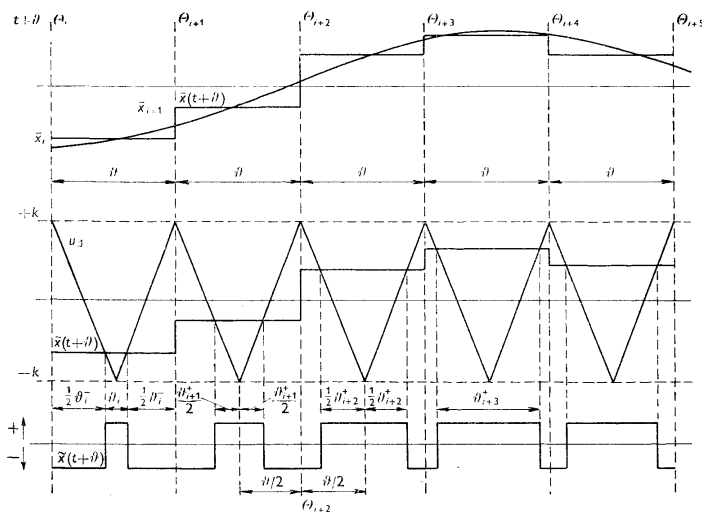 t+ϑ Θᵢ Θᵢ₊₁ Θᵢ₊₂ Θᵢ₊₃ Θᵢ₊₄ Θᵢ₊₅
x̄ᵢ₊₁ x̄(t+ϑ)
x̄ᵢ
ϑ ϑ ϑ ϑ ϑ
+k
u_Δ
x̄(t+ϑ)
−k
½ϑᵢ⁻ ϑᵢ ½ϑᵢ⁻ ϑ⁺ᵢ₊₁/2 ϑ⁺ᵢ₊₁/2 ½ϑ⁺ᵢ₊₂ ½ϑ⁺ᵢ₊₂ ϑ⁺ᵢ₊₃
+
−
x̃(t+ϑ)
ϑ/2 ϑ/2
Θᵢ₊₂